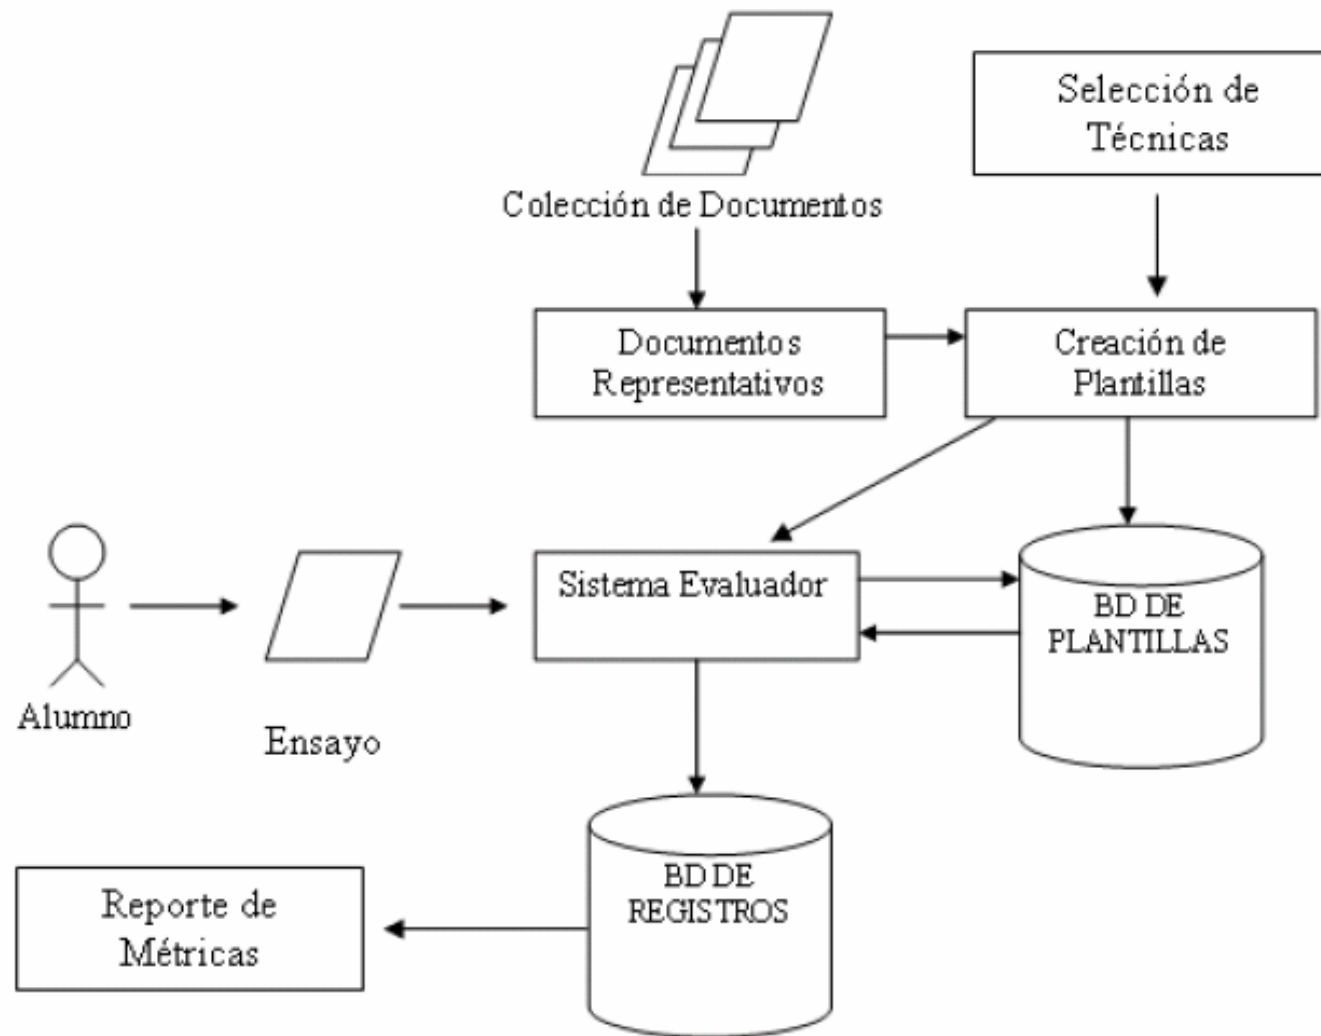 Selección de
Técnicas
Colección de Documentos
Documentos
Representativos
Creación de
Plantillas
Sistema Evaluador
BD DE
PLANTILLAS
Alumno
Ensayo
BD DE
REGISTROS
Reporte de
Métricas